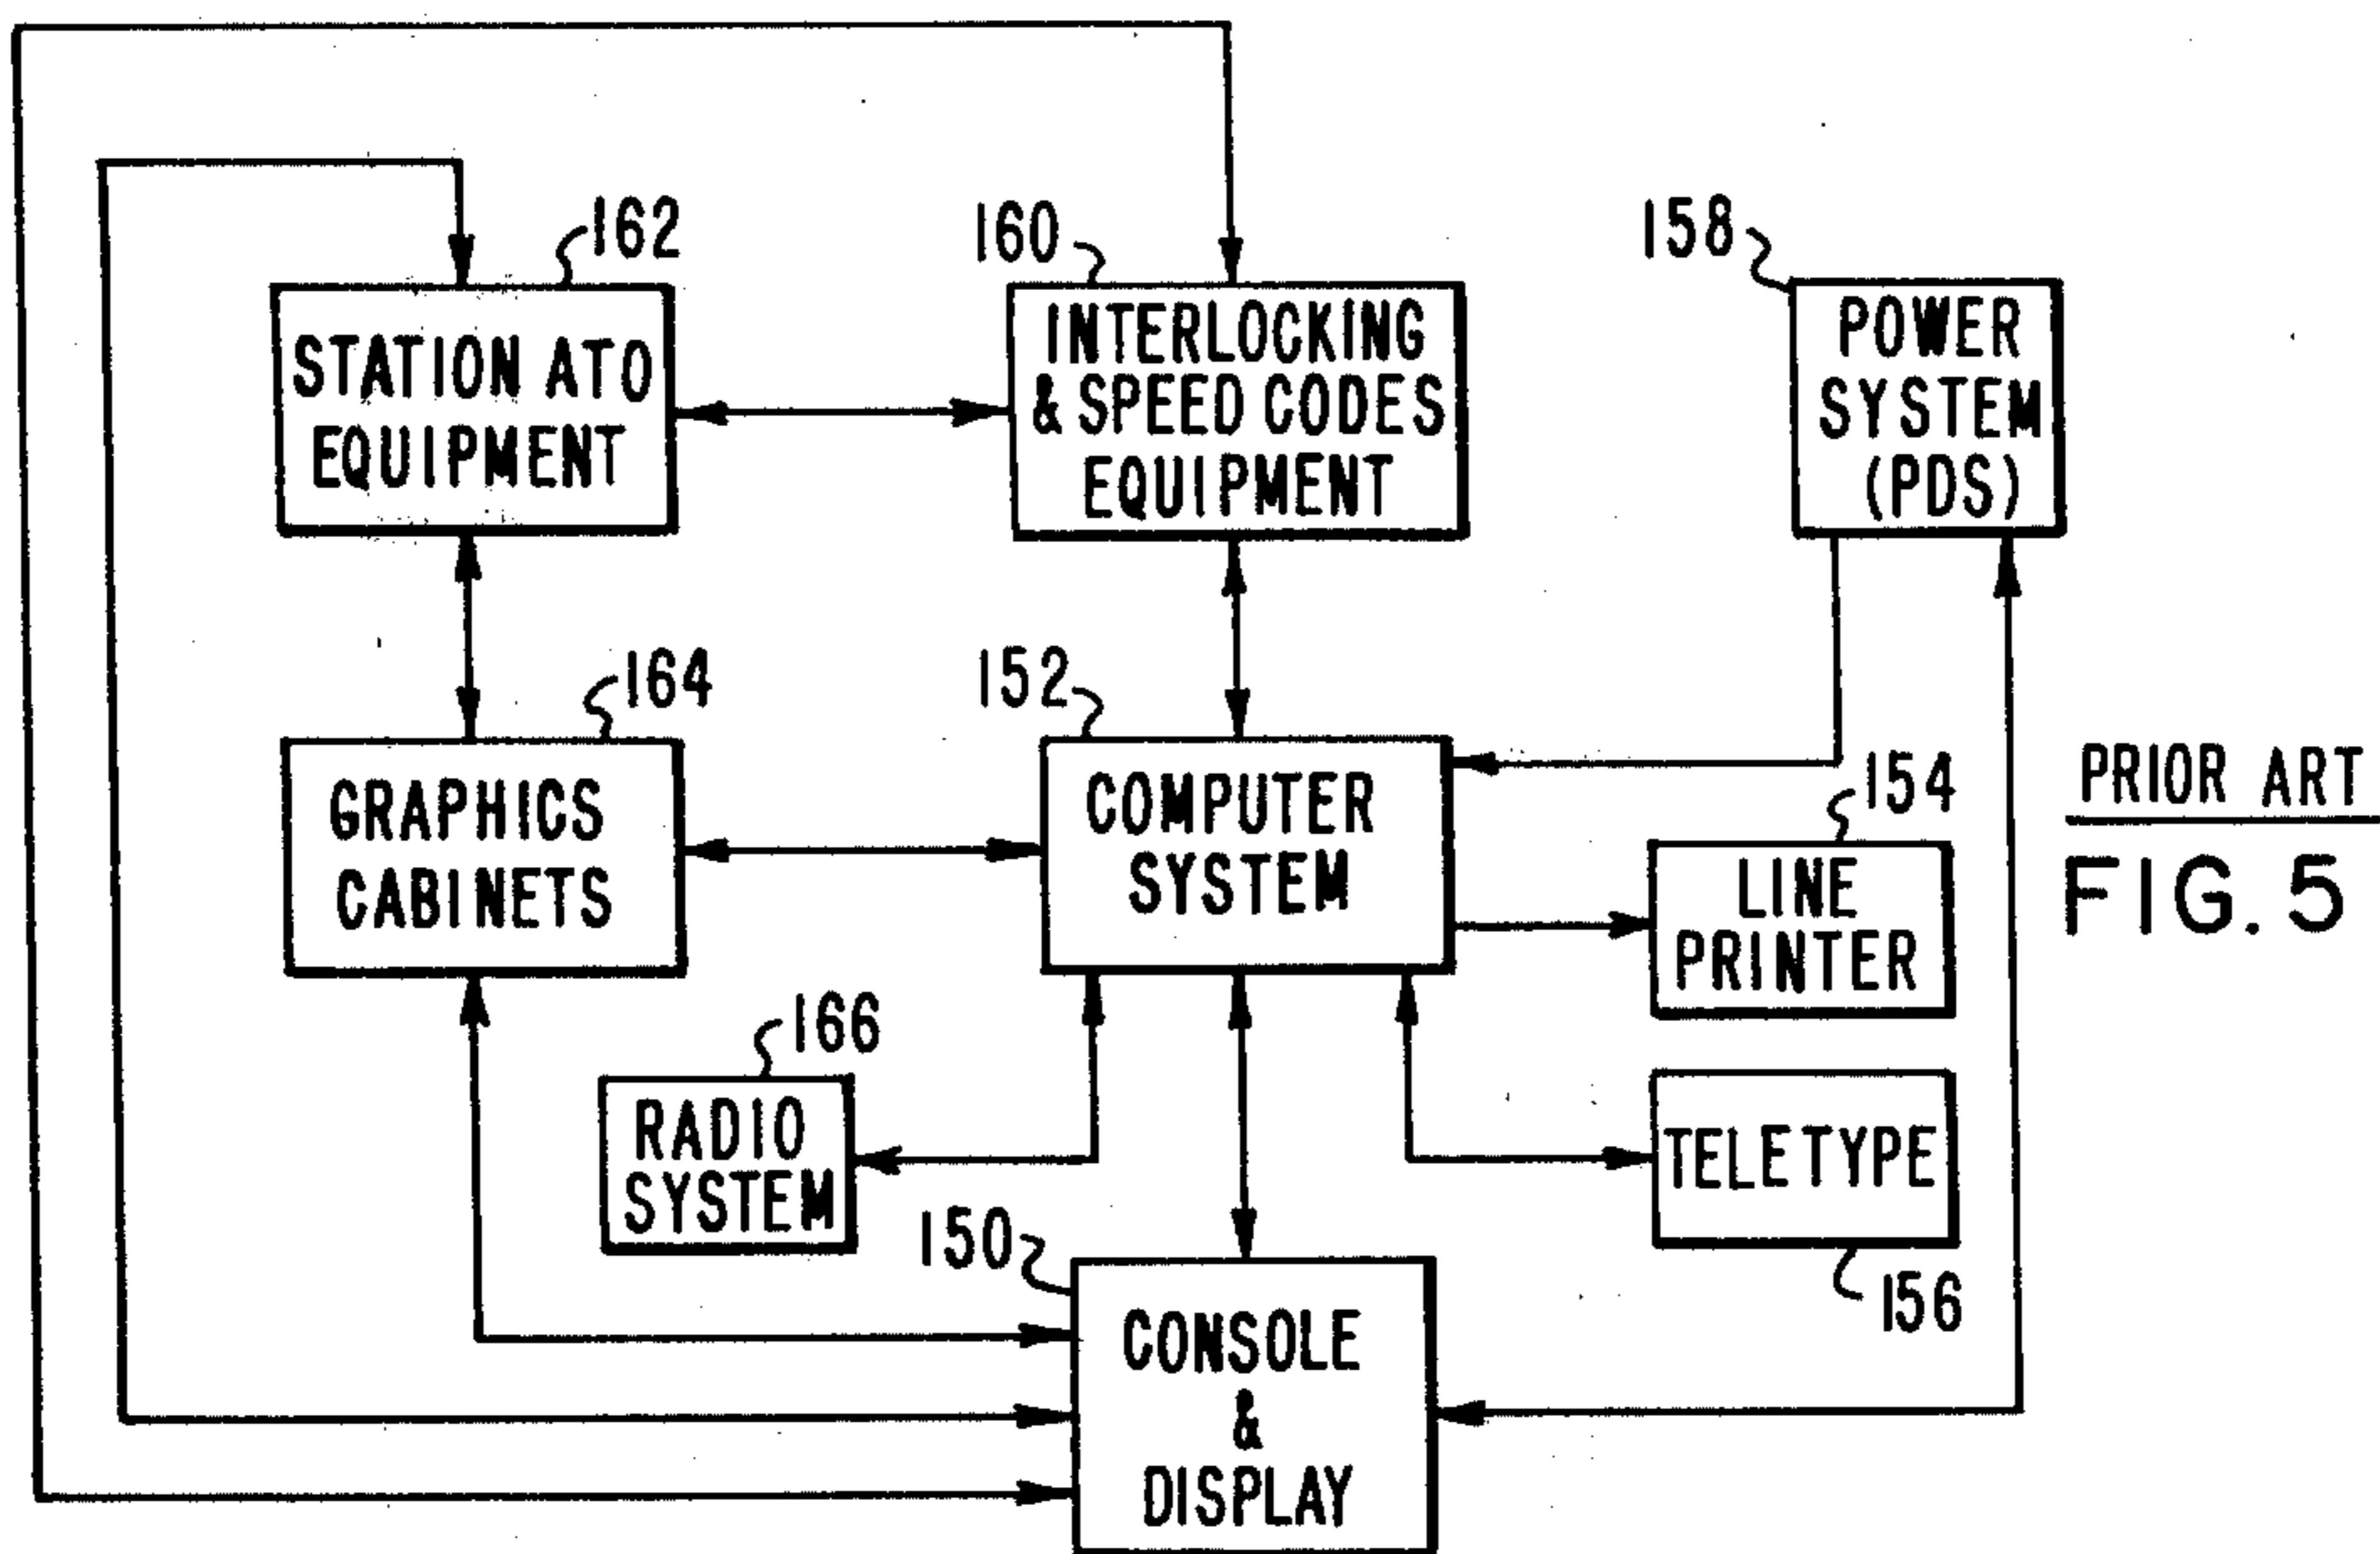 162
STATION ATO
EQUIPMENT
160
INTERLOCKING
& SPEED CODES
EQUIPMENT
158
POWER
SYSTEM
(PDS)
164
GRAPHICS
CABINETS
152
COMPUTER
SYSTEM
154
LINE
PRINTER
PRIOR ART
FIG. 5
166
RADIO
SYSTEM
TELETYPE
156
150
CONSOLE
&
DISPLAY